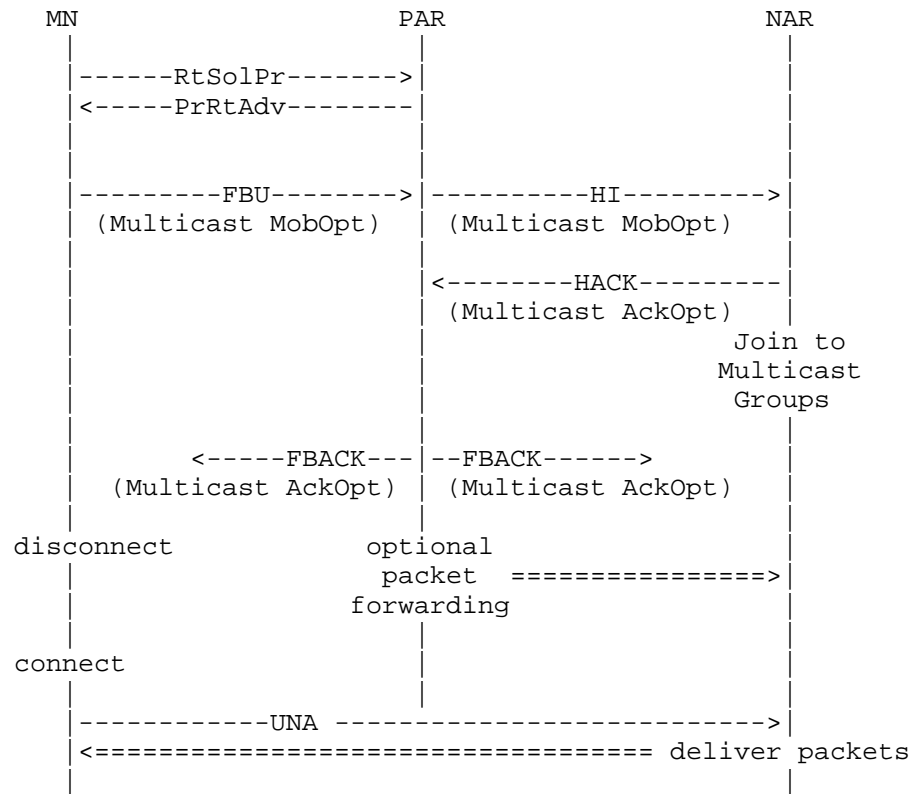 MN PAR NAR
------RtSolPr------->
<-----PrRtAdv--------
---------FBU--------> ----------HI--------->
(Multicast MobOpt) (Multicast MobOpt)
<--------HACK---------
(Multicast AckOpt)
Join to
Multicast
Groups
<-----FBACK--- --FBACK------>
(Multicast AckOpt) (Multicast AckOpt)
disconnect optional
packet ================>
forwarding
connect
------------UNA --------------------------->
<=================================== deliver packets